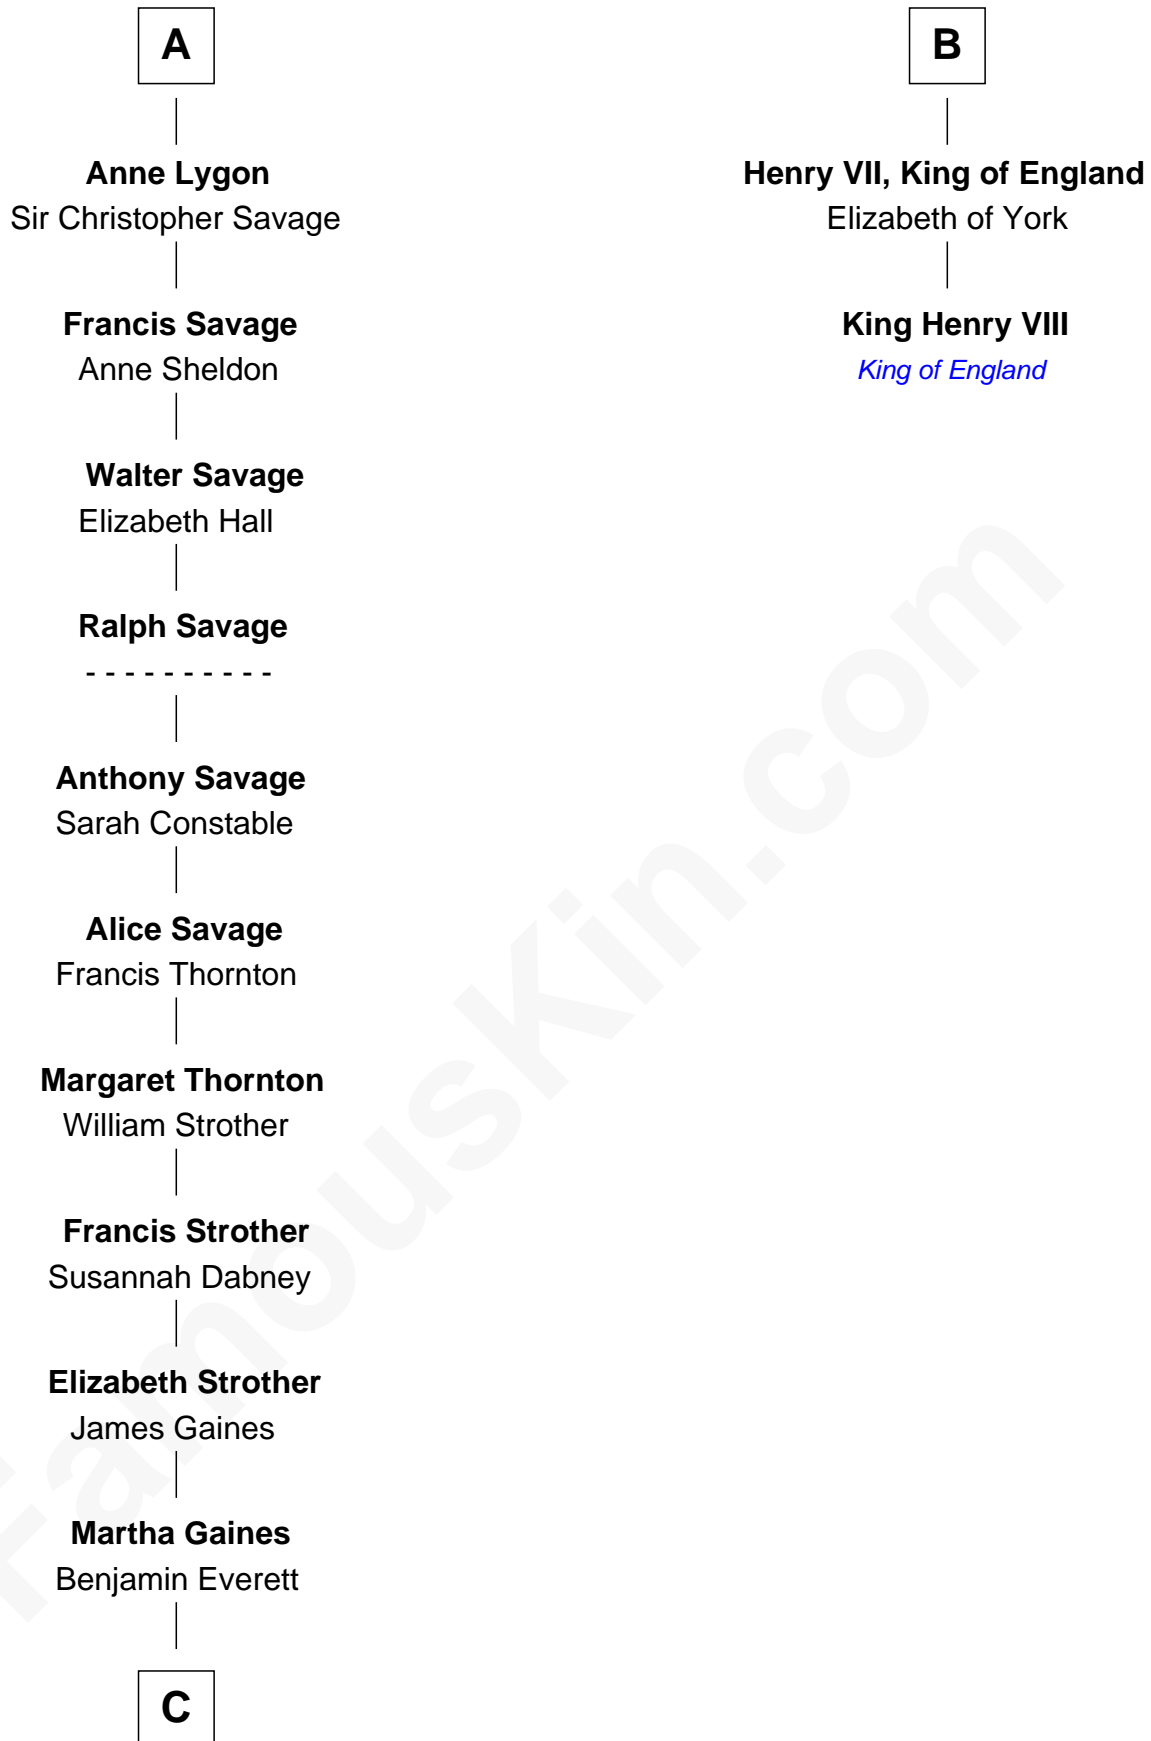 A
Anne Lygon
Sir Christopher Savage
Francis Savage
Anne Sheldon
Walter Savage
Elizabeth Hall
Ralph Savage
- - - - - - - - - -
Anthony Savage
Sarah Constable
Alice Savage
Francis Thornton
Margaret Thornton
William Strother
Francis Strother
Susannah Dabney
Elizabeth Strother
James Gaines
Martha Gaines
Benjamin Everett
C
B
Henry VII, King of England
Elizabeth of York
King Henry VIII
King of England
FamousKin.com